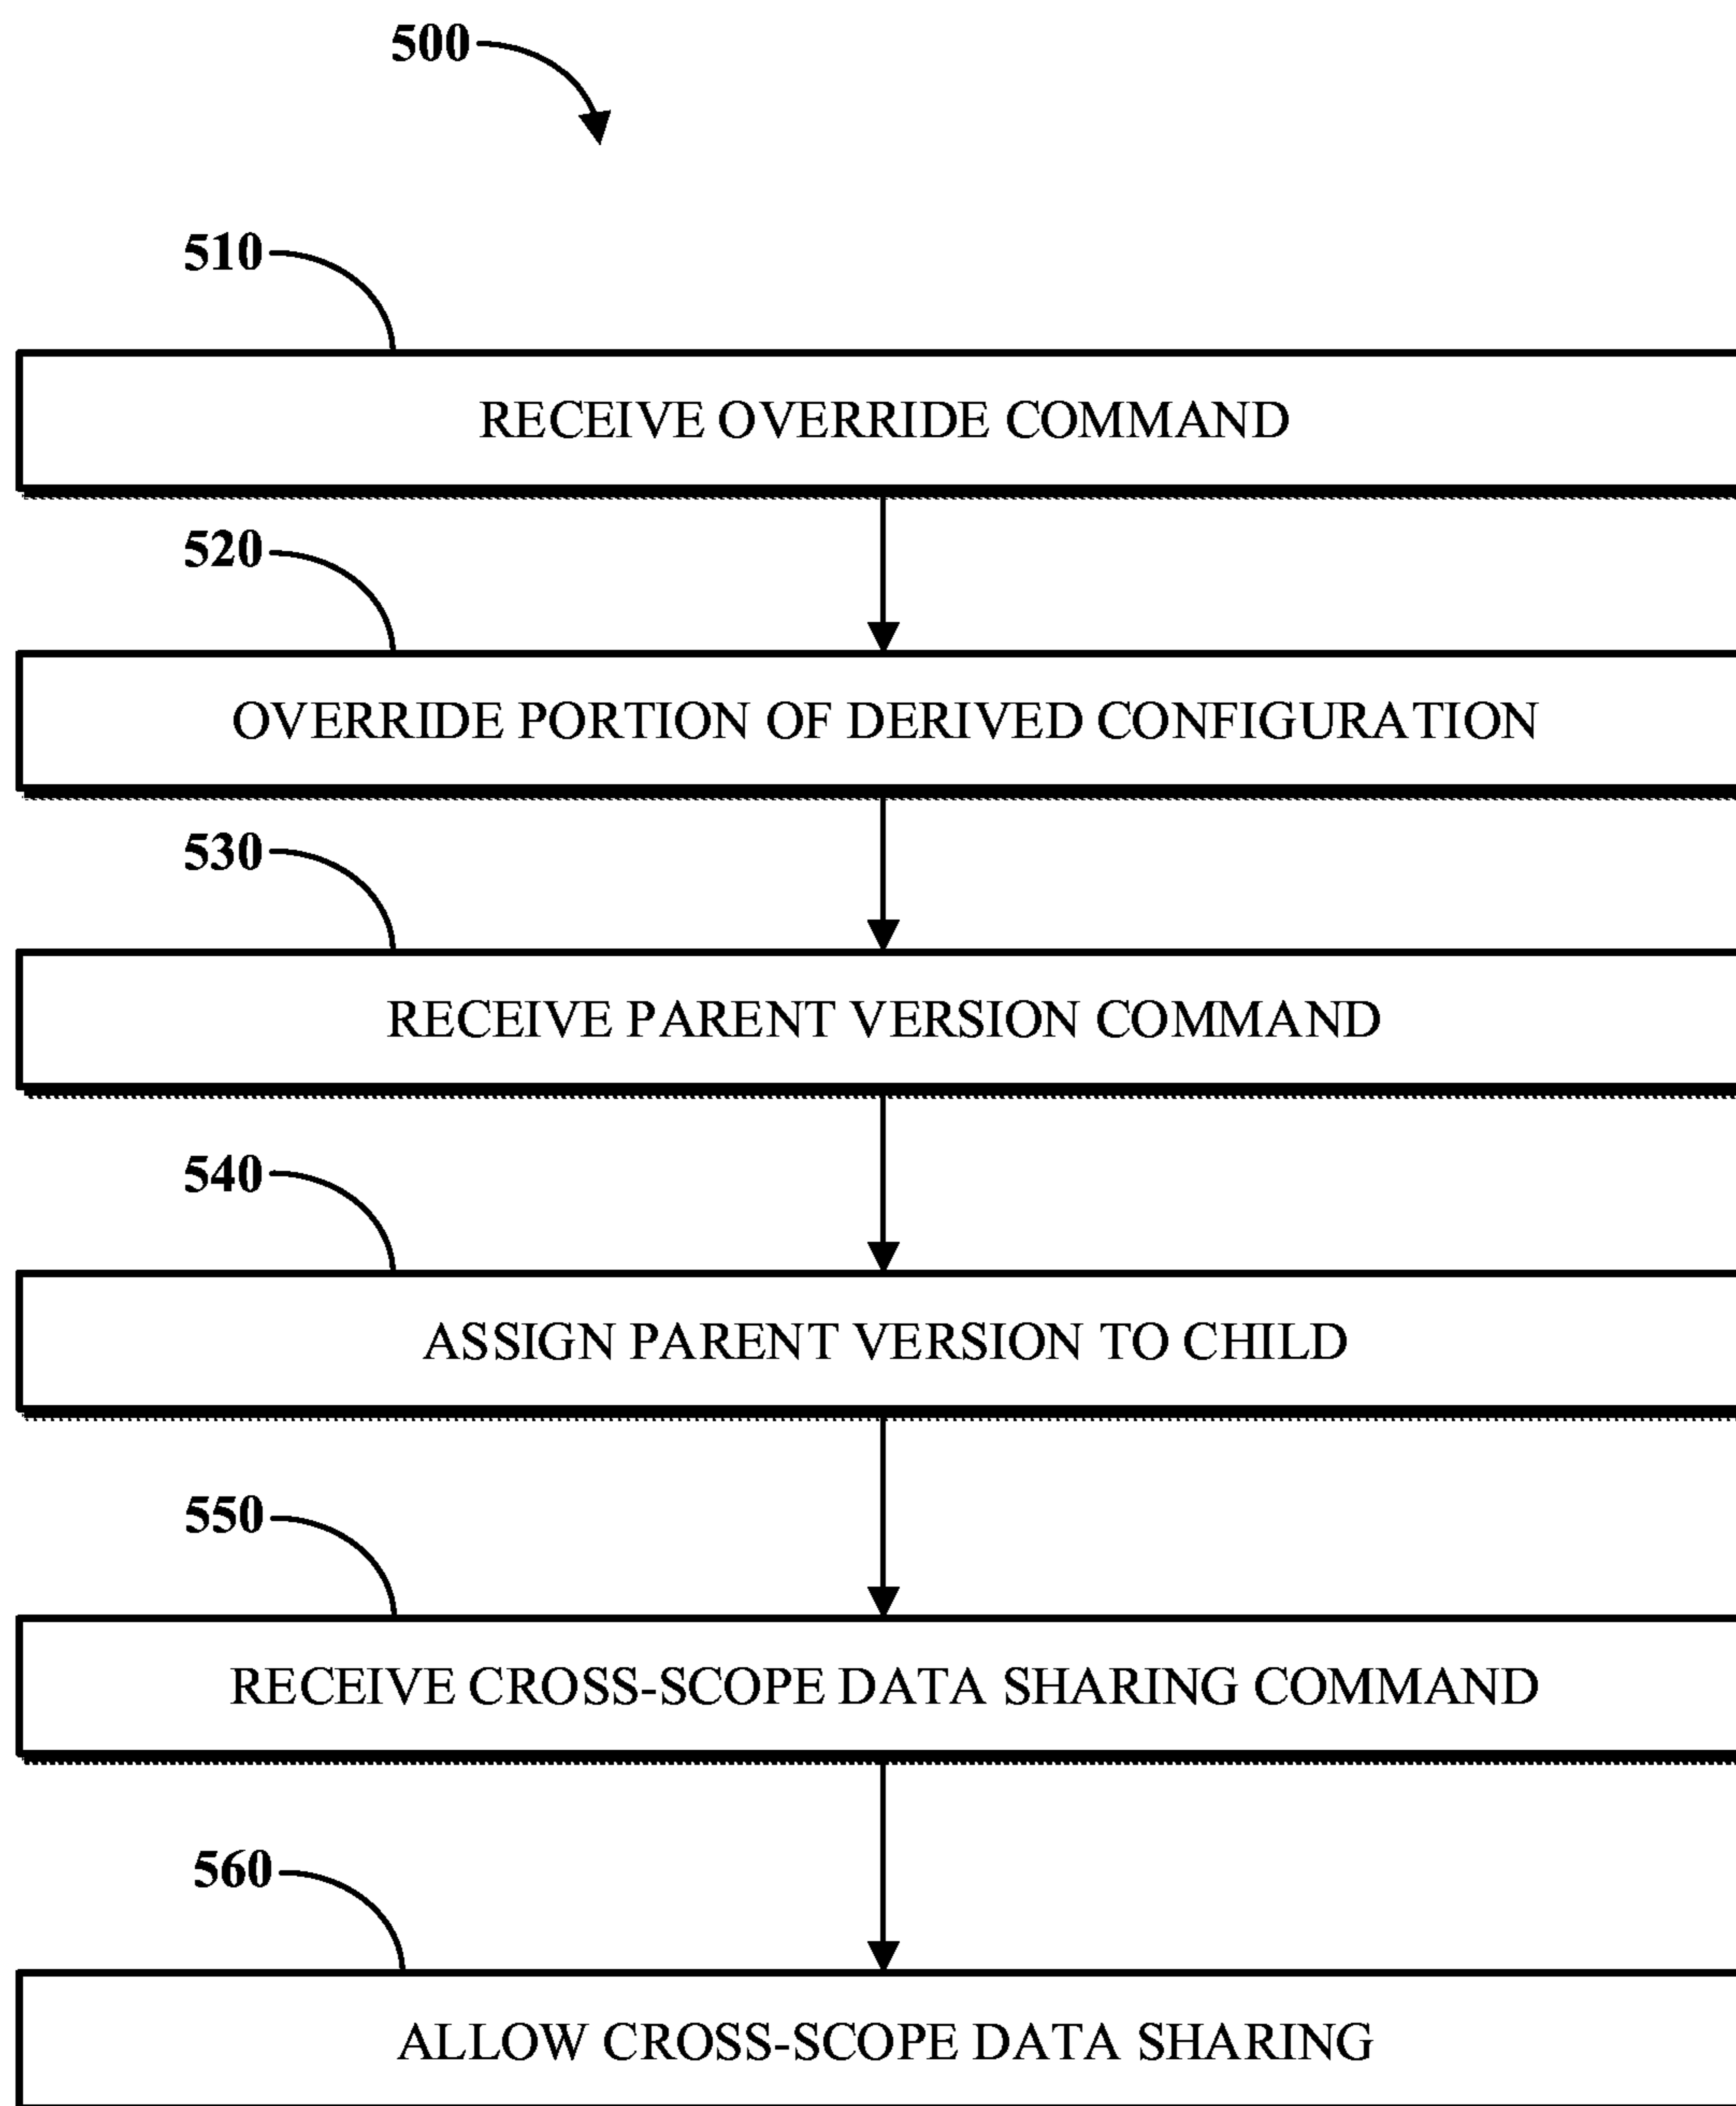 500
510
RECEIVE OVERRIDE COMMAND
520
OVERRIDE PORTION OF DERIVED CONFIGURATION
530
RECEIVE PARENT VERSION COMMAND
540
ASSIGN PARENT VERSION TO CHILD
550
RECEIVE CROSS-SCOPE DATA SHARING COMMAND
560
ALLOW CROSS-SCOPE DATA SHARING